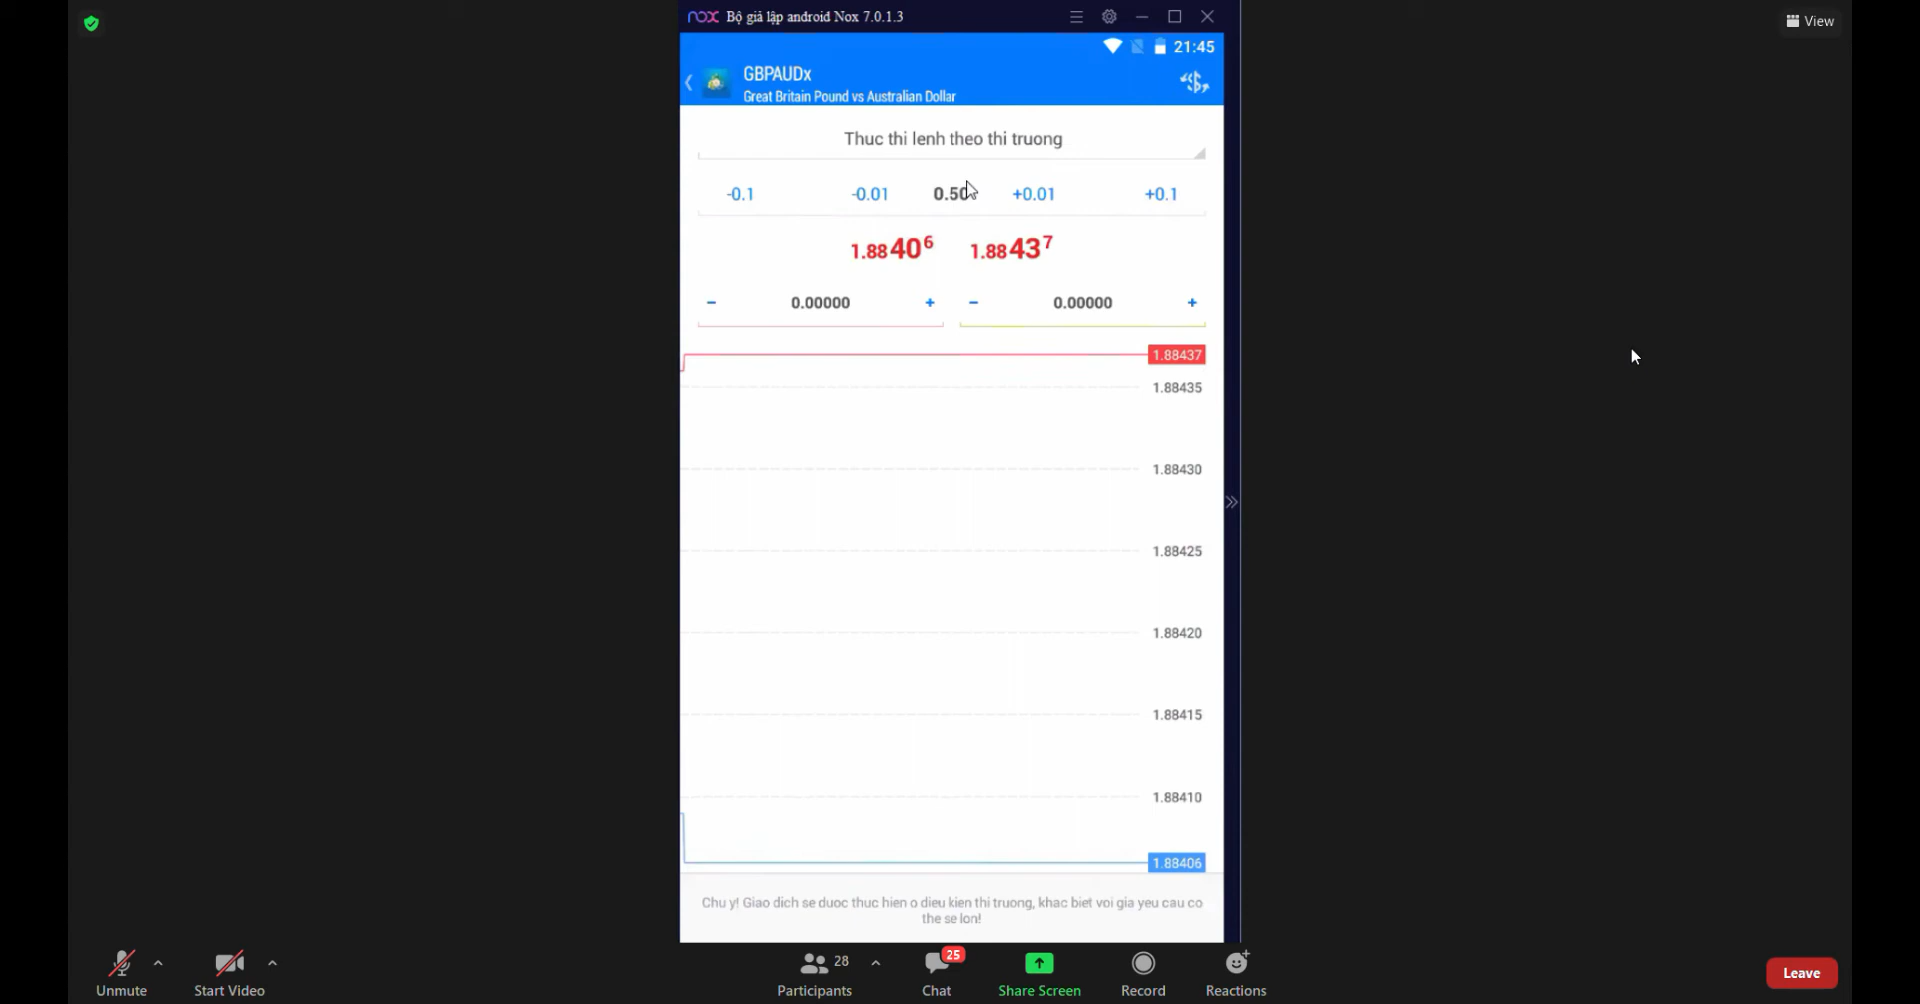 nox Bộ giả lập android Nox 7.0.1.3
View
21:45
GBPAUDx
Great Britain Pound vs Australian Dollar
Thuc thi lenh theo thi truong
-0.1 -0.01 0.50 +0.01 +0.1
1.88406 1.88437
- 0.00000 + - 0.00000 +
1.88437
1.88435
1.88430
1.88425
1.88420
1.88415
1.88410
1.88406
Chu y! Giao dich se duoc thuc hien o dieu kien thi truong, khac biet voi gia yeu cau co
the se lon!
28
25
Unmute
Start Video
Participants
Chat
Share Screen
Record
Reactions
Leave